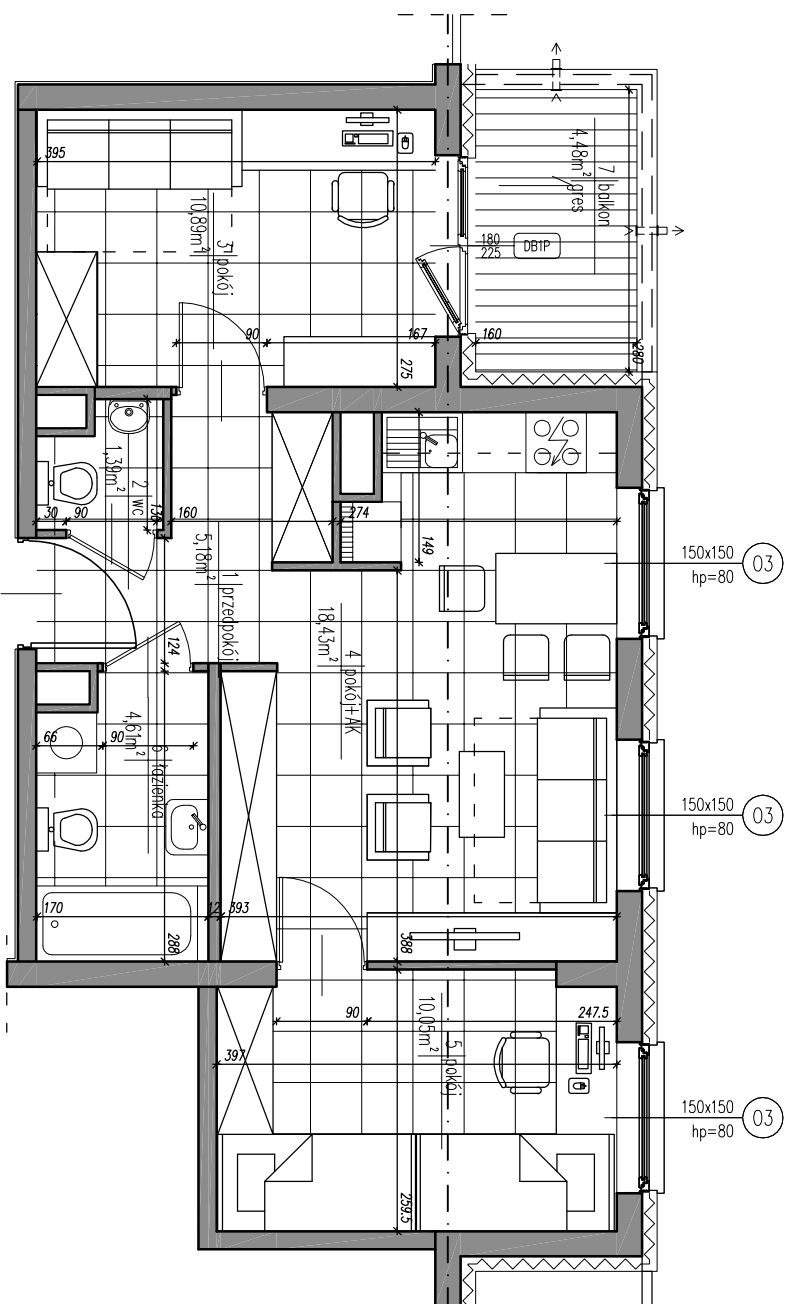 7 balkon
4,48m² gres
180
225
DB1P
160
280
395
3 pokój
10,89m²
90
167
275
2 WC
1,39m²
30
90
160
274
149
150x150
hp=80
03
1 przedpokój
5,18m²
124
4 pokój+AK
18,43m²
6 łazienka
4,61m²
66
90
150x150
hp=80
03
170
12
393
288
388
90
247.5
5 pokój
10,05m²
397
150x150
hp=80
03
259.5